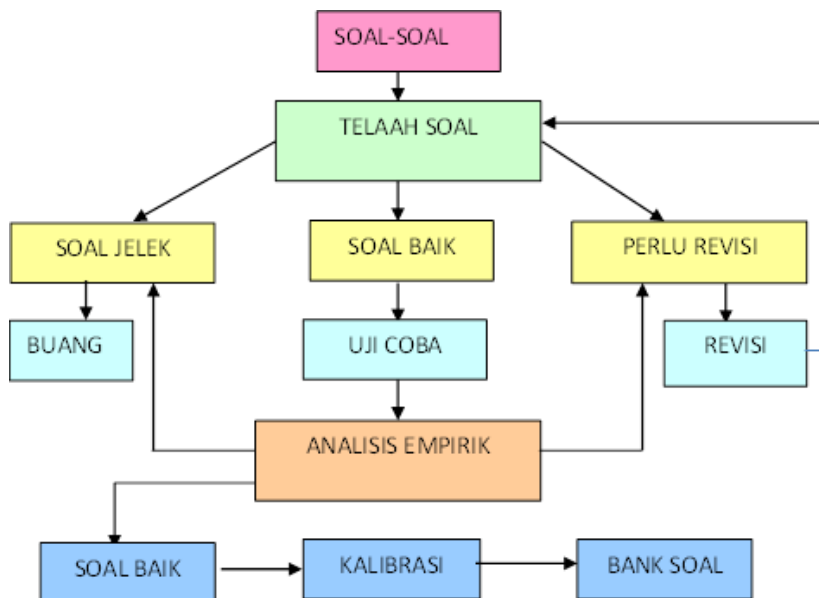 SOAL-SOAL
TELAAH SOAL
SOAL JELEK
SOAL BAIK
PERLU REVISI
BUANG
UJI COBA
REVISI
ANALISIS EMPIRIK
SOAL BAIK
KALIBRASI
BANK SOAL